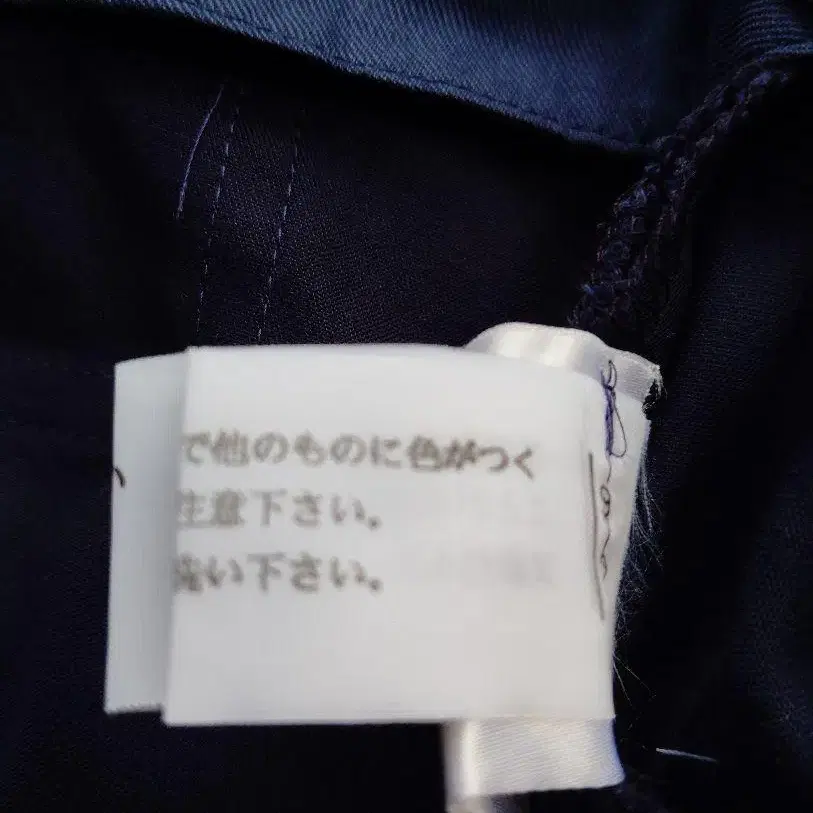 で他のものに色がつく
注意下さい。
洗い下さい。